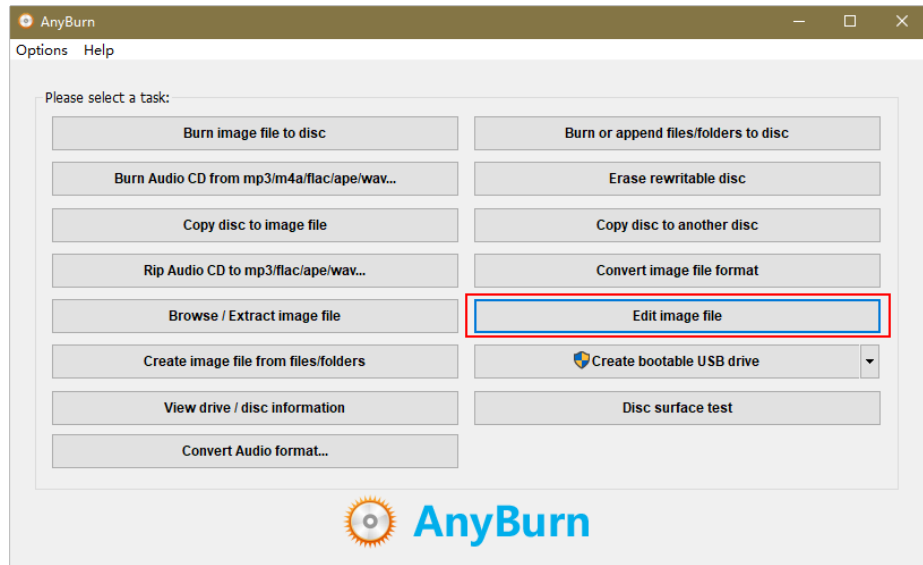 AnyBurn
Options Help
Please select a task:
Burn image file to disc
Burn or append files/folders to disc
Burn Audio CD from mp3/m4a/flac/ape/wav...
Erase rewritable disc
Copy disc to image file
Copy disc to another disc
Rip Audio CD to mp3/flac/ape/wav...
Convert image file format
Browse / Extract image file
Edit image file
Create image file from files/folders
Create bootable USB drive
View drive / disc information
Disc surface test
Convert Audio format...
AnyBurn